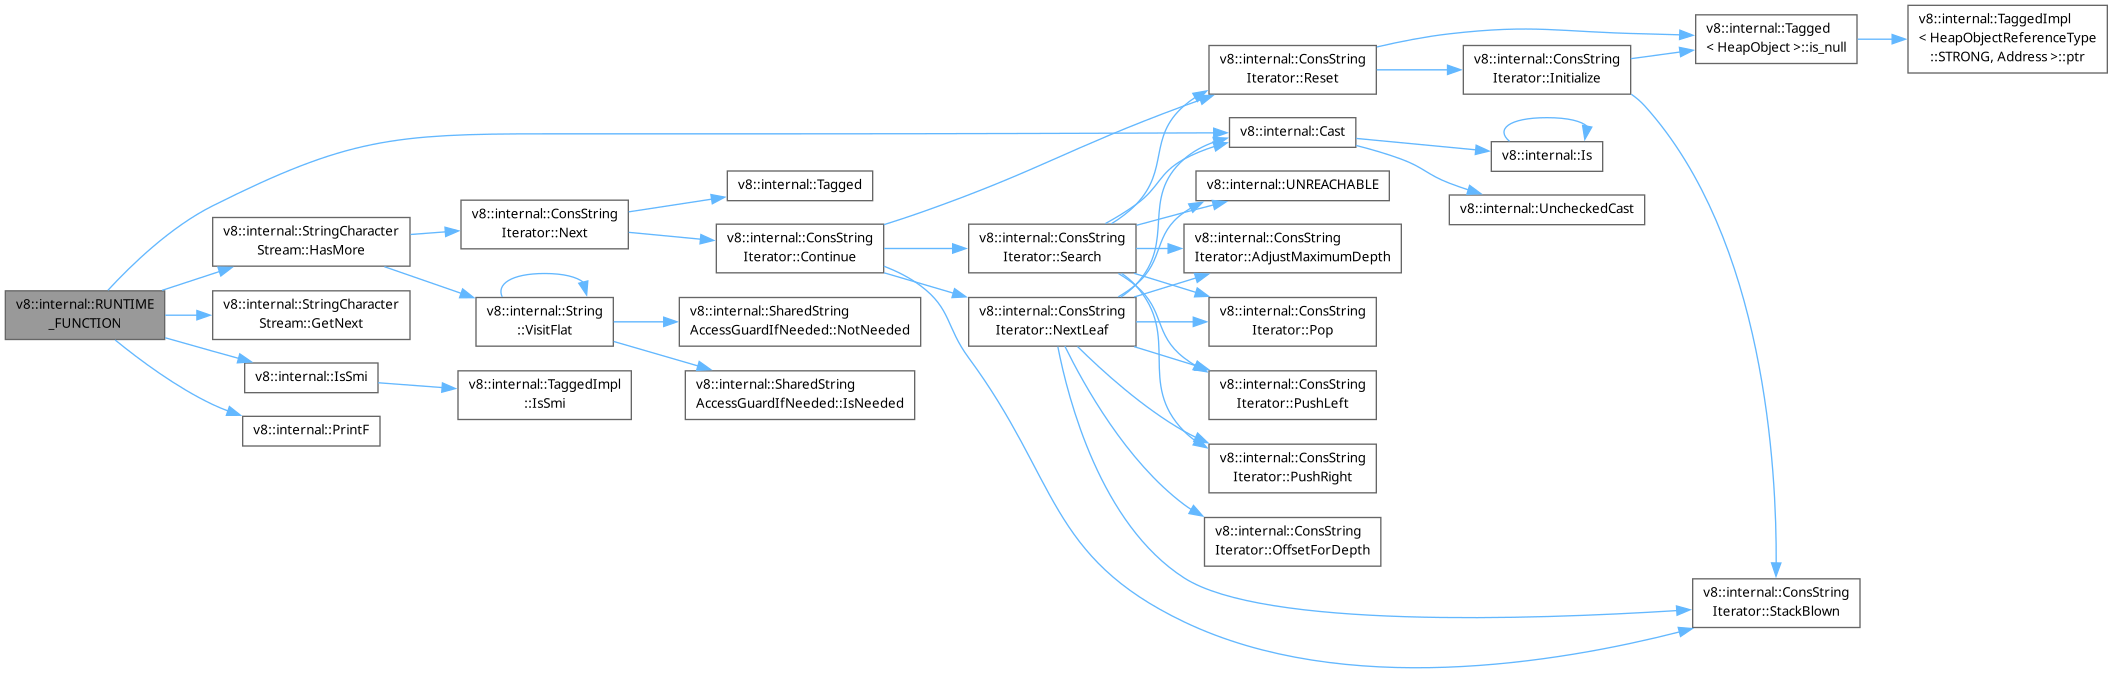 v8::internal::RUNTIME
_FUNCTION
v8::internal::StringCharacter
Stream::HasMore
v8::internal::StringCharacter
Stream::GetNext
v8::internal::IsSmi
v8::internal::PrintF
v8::internal::ConsString
Iterator::Next
v8::internal::String
::VisitFlat
v8::internal::TaggedImpl
::IsSmi
v8::internal::Tagged
v8::internal::ConsString
Iterator::Continue
v8::internal::SharedString
AccessGuardIfNeeded::NotNeeded
v8::internal::SharedString
AccessGuardIfNeeded::IsNeeded
v8::internal::ConsString
Iterator::Search
v8::internal::ConsString
Iterator::NextLeaf
v8::internal::ConsString
Iterator::Reset
v8::internal::Cast
v8::internal::UNREACHABLE
v8::internal::ConsString
Iterator::AdjustMaximumDepth
v8::internal::ConsString
Iterator::Pop
v8::internal::ConsString
Iterator::PushLeft
v8::internal::ConsString
Iterator::PushRight
v8::internal::ConsString
Iterator::OffsetForDepth
v8::internal::ConsString
Iterator::Initialize
v8::internal::Is
v8::internal::UncheckedCast
v8::internal::Tagged
< HeapObject >::is_null
v8::internal::ConsString
Iterator::StackBlown
v8::internal::TaggedImpl
< HeapObjectReferenceType
::STRONG, Address >::ptr